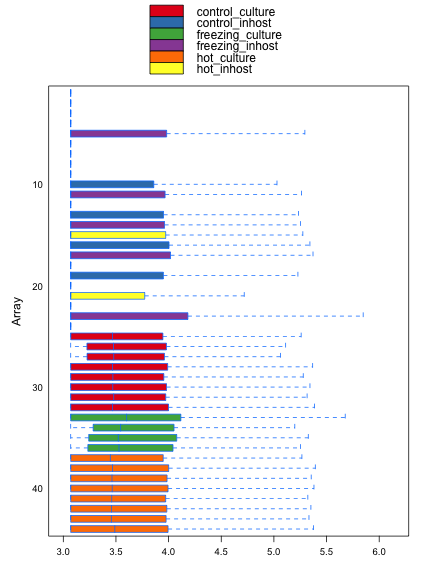 control_culture
control_inhost
freezing_culture
freezing_inhost
hot_culture
hot_inhost
Array
10
20
30
40
3.0 3.5 4.0 4.5 5.0 5.5 6.0